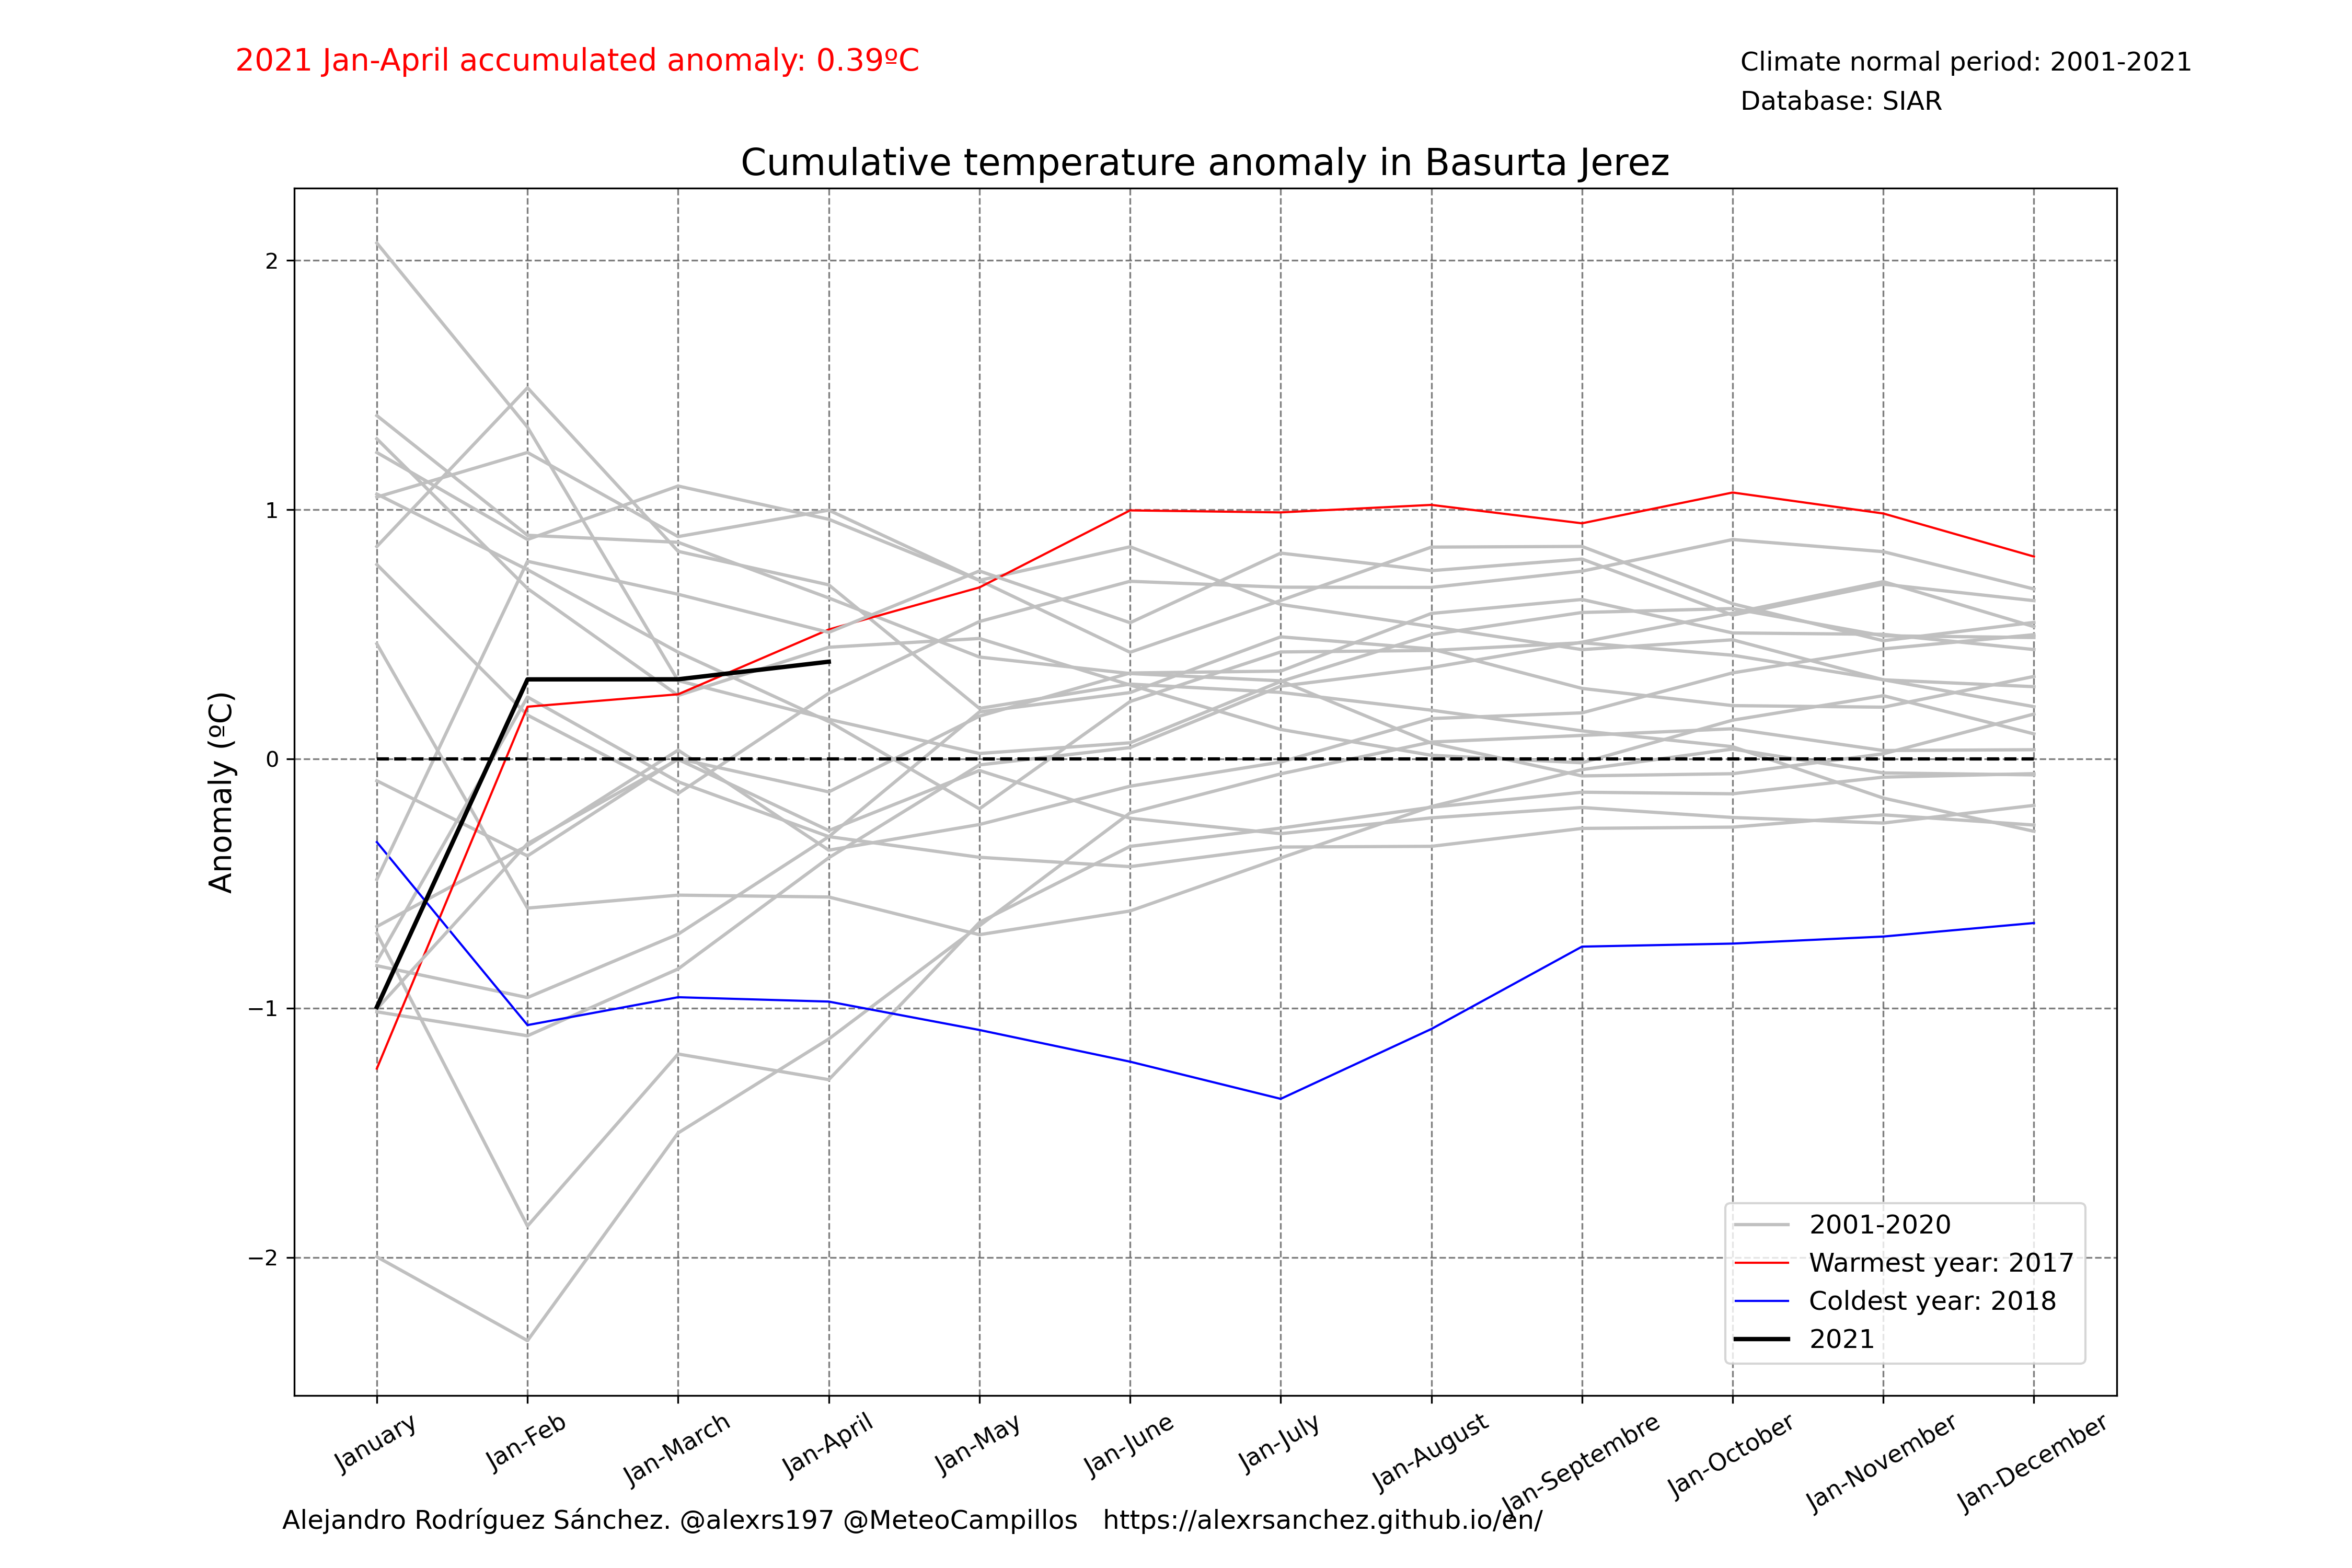 2021 Jan-April accumulated anomaly: 0.39ºC
Climate normal period: 2001-2021
Database: SIAR
Cumulative temperature anomaly in Basurta Jerez
Anomaly (ºC)
2
1
0
−1
−2
2001-2020
Warmest year: 2017
Coldest year: 2018
2021
January
Jan-Feb
Jan-March
Jan-April
Jan-May
Jan-June
Jan-July
Jan-August
Jan-Septembre
Jan-October
Jan-November
Jan-December
Alejandro Rodríguez Sánchez. @alexrs197 @MeteoCampillos   https://alexrsanchez.github.io/en/